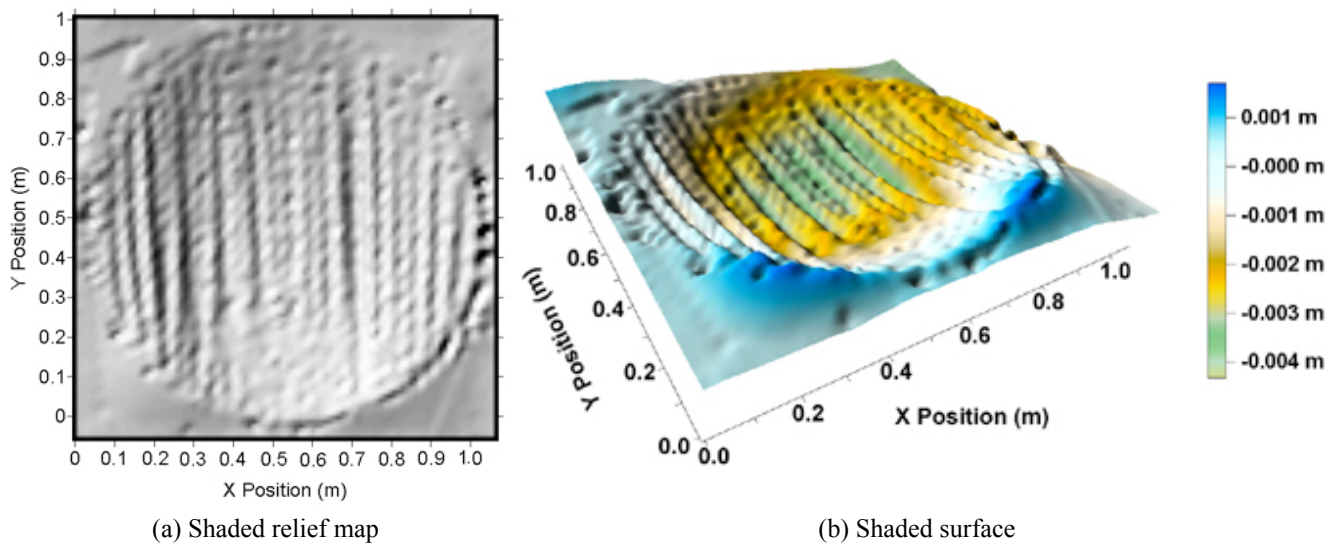 1
0.9
0.8
0.7
0.6
0.5
0.4
0.3
0.2
0.1
0
Y Position (m)
0 0.1 0.2 0.3 0.4 0.5 0.6 0.7 0.8 0.9 1.0
X Position (m)
(a) Shaded relief map
1.0
0.8
0.6
0.4
0.2
0.0
Y Position (m)
0.0 0.2 0.4 0.6 0.8 1.0
X Position (m)
0.001 m
-0.000 m
-0.001 m
-0.002 m
-0.003 m
-0.004 m
(b) Shaded surface